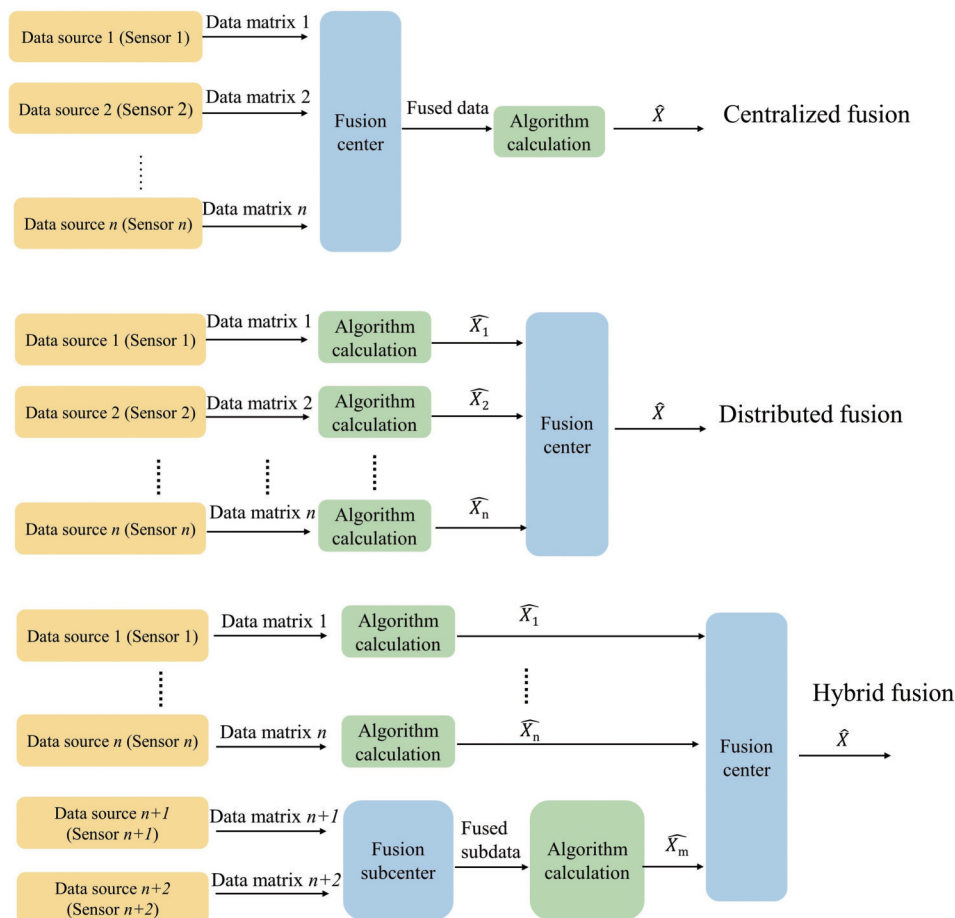 Data source 1 (Sensor 1)
Data matrix 1
Data source 2 (Sensor 2)
Data matrix 2
Data source n (Sensor n)
Data matrix n
Fusion
center
Fused data
Algorithm
calculation
X̂
Centralized fusion
Data source 1 (Sensor 1)
Data matrix 1
Algorithm
calculation
X̂₁
Data source 2 (Sensor 2)
Data matrix 2
Algorithm
calculation
X̂₂
Data source n (Sensor n)
Data matrix n
Algorithm
calculation
X̂ₙ
Fusion
center
X̂
Distributed fusion
Data source 1 (Sensor 1)
Data matrix 1
Algorithm
calculation
X̂₁
Data source n (Sensor n)
Data matrix n
Algorithm
calculation
X̂ₙ
Data source n+1
(Sensor n+1)
Data matrix n+1
Data source n+2
(Sensor n+2)
Data matrix n+2
Fusion
subcenter
Fused
subdata
Algorithm
calculation
X̂ₘ
Fusion
center
X̂
Hybrid fusion